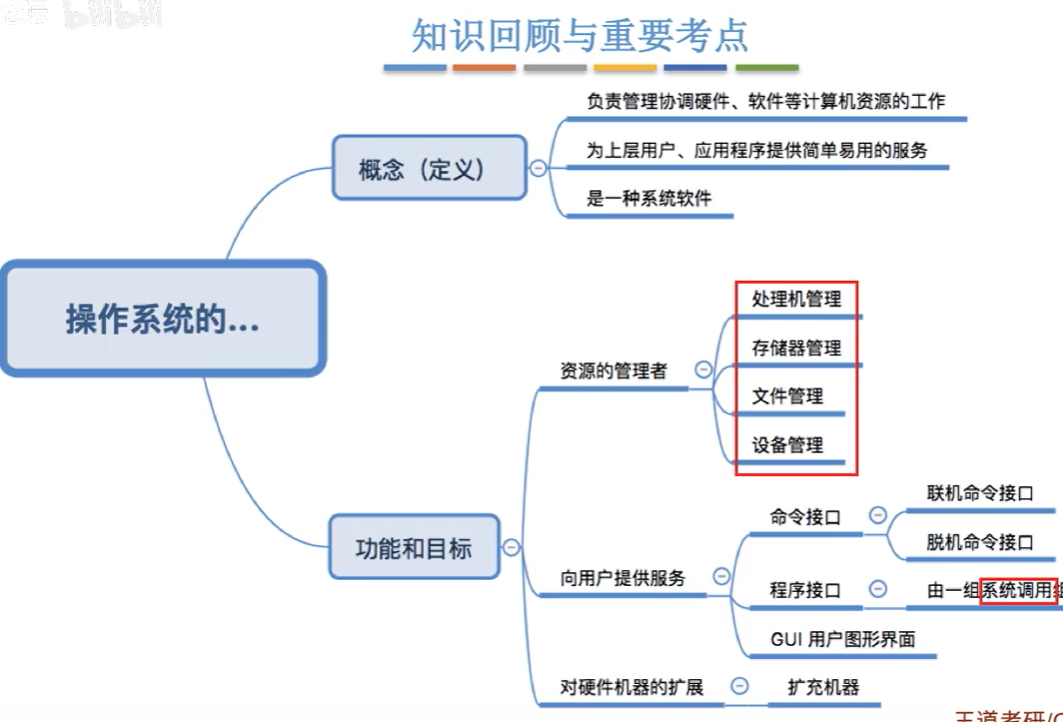 知识回顾与重要考点
负责管理协调硬件、软件等计算机资源的工作
概念（定义）
为上层用户、应用程序提供简单易用的服务
是一种系统软件
操作系统的...
处理机管理
存储器管理
资源的管理者
文件管理
设备管理
功能和目标
联机命令接口
命令接口
脱机命令接口
向用户提供服务
程序接口
由一组系统调用组
GUI 用户图形界面
对硬件机器的扩展
扩充机器
王道考研/C